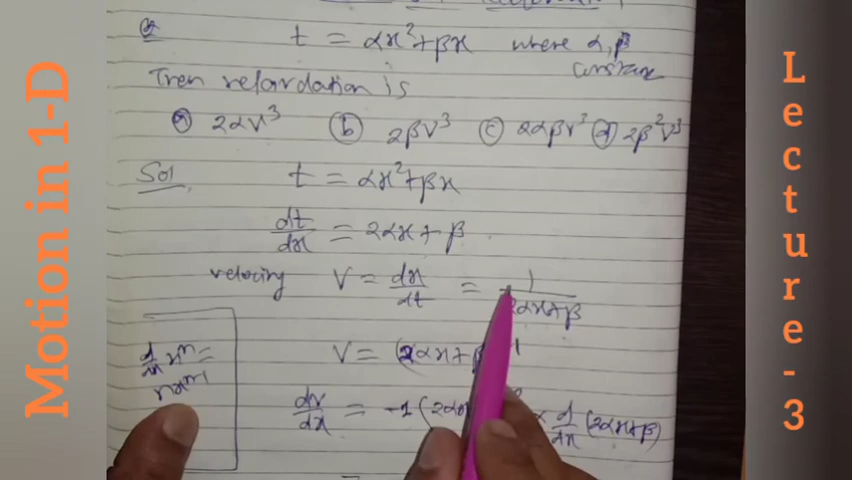 Motion in 1-D
Q t = αx²+βx where α, β
constant
Then retardation is
ⓐ 2αv³ ⓑ 2βv³ ⓒ 2αβv³ ⓓ 2β²v³
Sol t = αx²+βx
dt/dx = 2αx + β
velocity V = dx/dt = 1/2αx+β
d/dx xⁿ =
nxⁿ⁻¹
V = (2αx+β
dv/dx = -1(2αx x d/dx (2αx+β)
Lecture-3